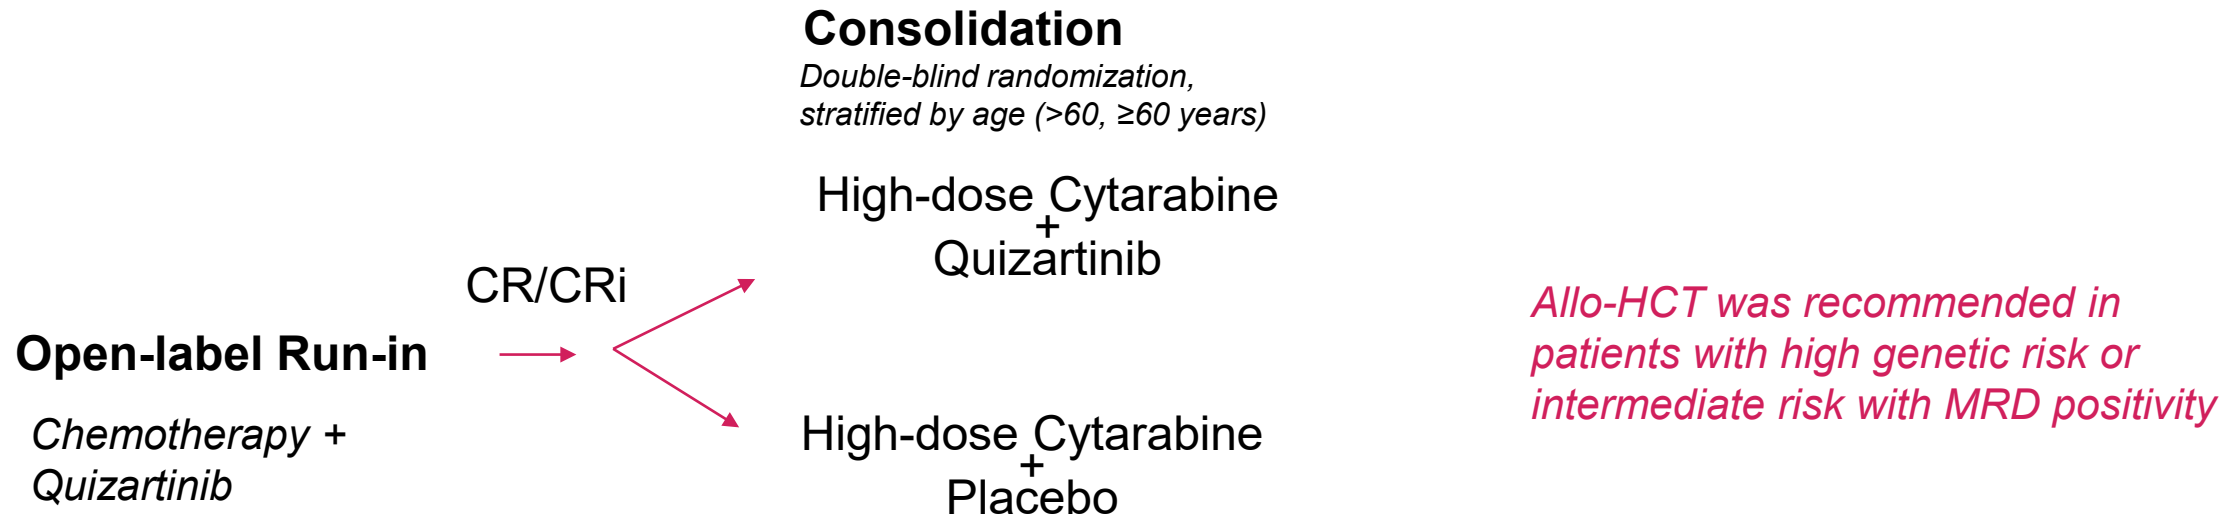 Consolidation
Double-blind randomization,
stratified by age (>60, ≥60 years)
High-dose Cytarabine
+
Quizartinib
CR/CRi
Open-label Run-in
Chemotherapy +
Quizartinib
High-dose Cytarabine
+
Placebo
Allo-HCT was recommended in
patients with high genetic risk or
intermediate risk with MRD positivity